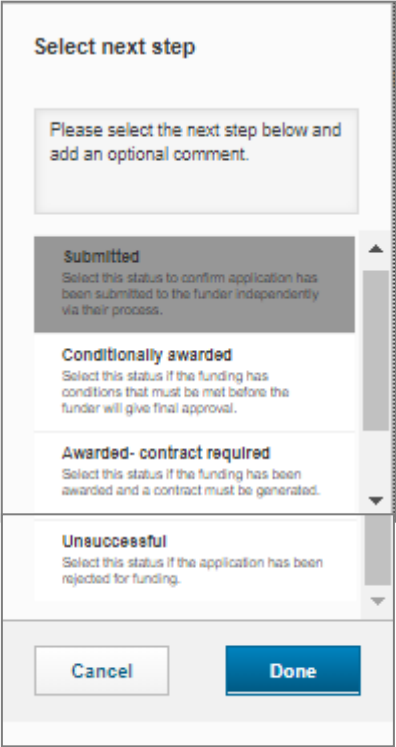 Select next step
Please select the next step below and
add an optional comment.
Submitted
Select this status to confirm application has
been submitted to the funder independently
via their process.
Conditionally awarded
Select this status if the funding has
conditions that must be met before the
funder will give final approval.
Awarded- contract required
Select this status if the funding has been
awarded and a contract must be generated.
Unsuccessful
Select this status if the application has been
rejected for funding.
Cancel
Done